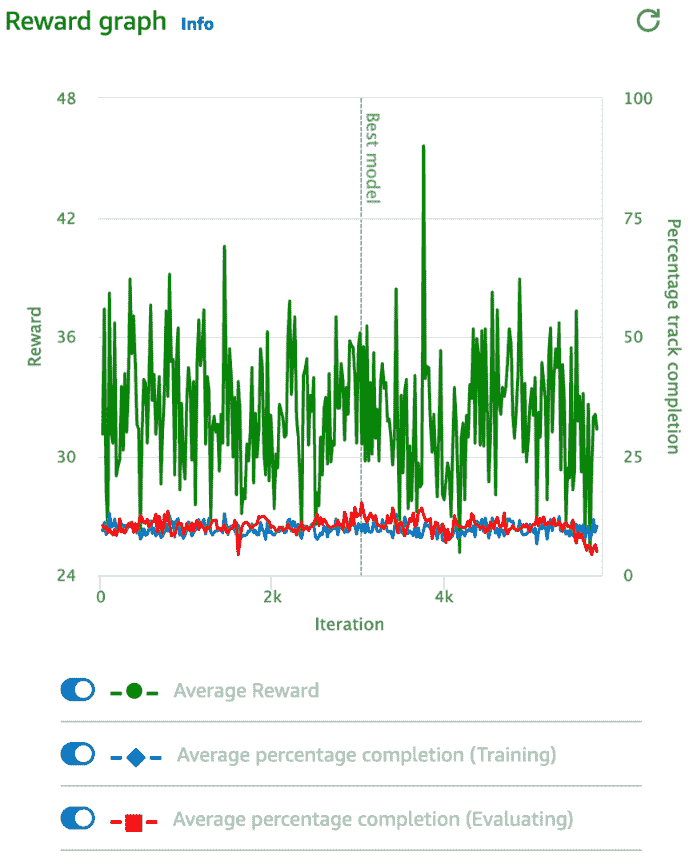 Reward graph Info
48
42
36
30
24
Reward
100
75
50
25
0
Percentage track completion
Best model
0 2k 4k
Iteration
Average Reward
Average percentage completion (Training)
Average percentage completion (Evaluating)